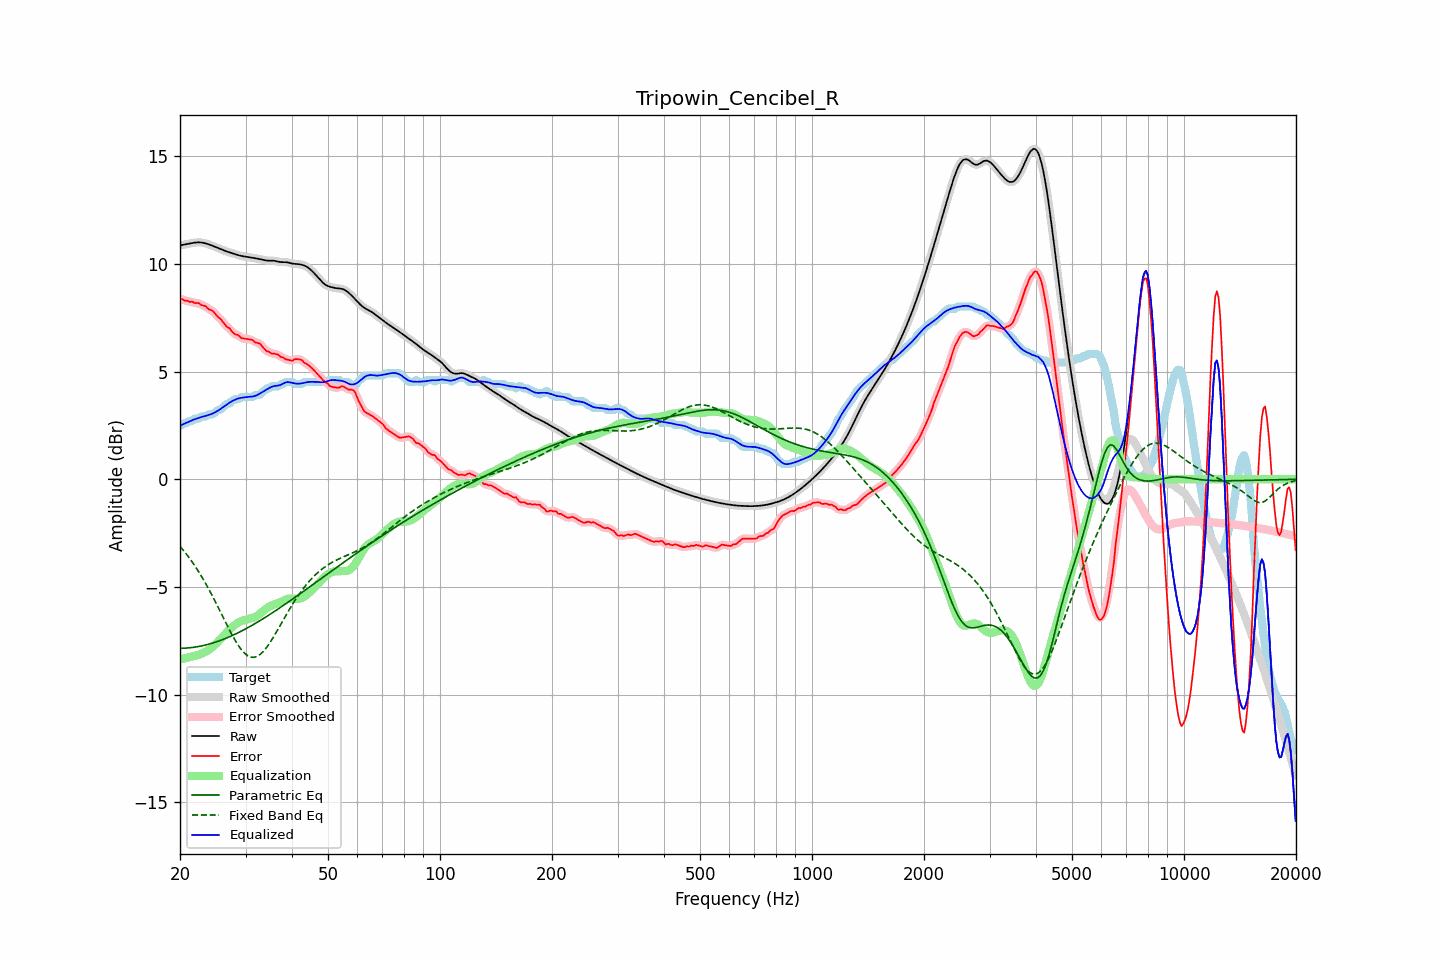 Tripowin_Cencibel_R
Amplitude (dBr)
15
10
5
0
−5
−10
−15
Target
Raw Smoothed
Error Smoothed
Raw
Error
Equalization
Parametric Eq
Fixed Band Eq
Equalized
20 50 100 200 500 1000 2000 5000 10000 20000
Frequency (Hz)